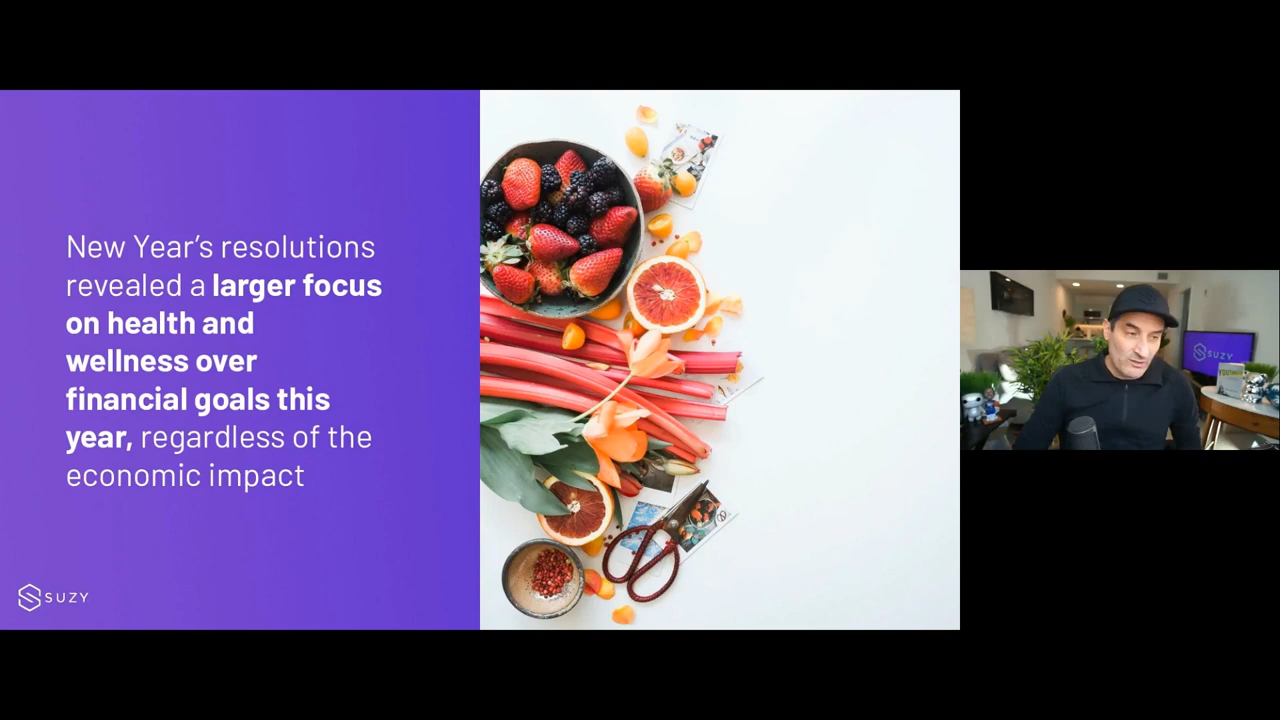 New Year’s resolutions
revealed a larger focus
on health and
wellness over
financial goals this
year, regardless of the
economic impact
SUZY
SUZY